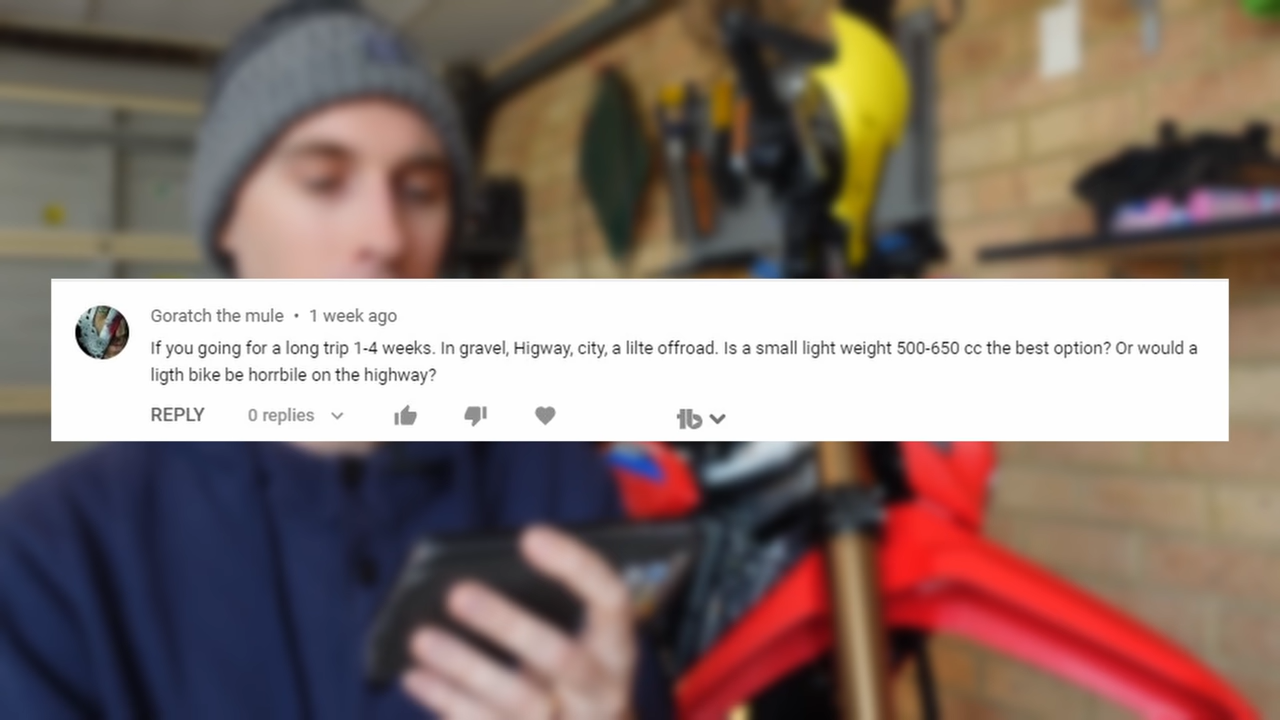 Goratch the mule • 1 week ago
If you going for a long trip 1-4 weeks. In gravel, Higway, city, a lilte offroad. Is a small light weight 500-650 cc the best option? Or would a
ligth bike be horrbile on the highway?
REPLY 0 replies
tb